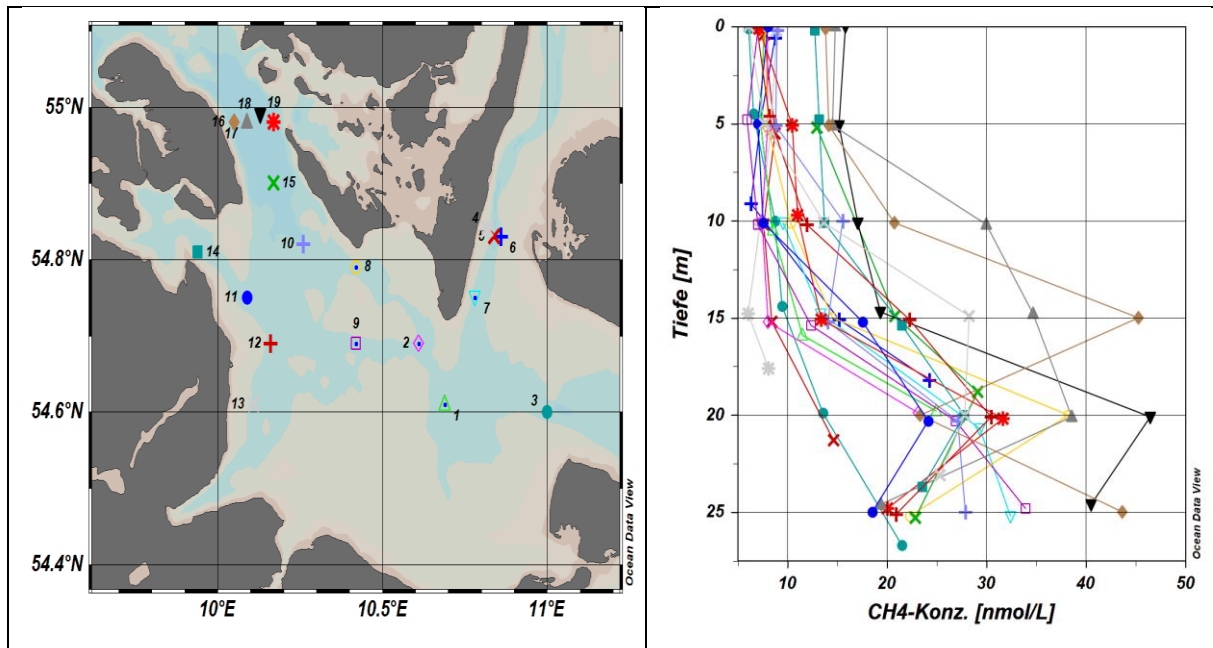 55°N
54.8°N
54.6°N
54.4°N
10°E
10.5°E
11°E
18
19
16
17
15
4
5
6
10
14
8
7
11
9
2
12
13
1
3
Ocean Data View
0
5
10
15
20
25
Tiefe [m]
10
20
30
40
50
CH4-Konz. [nmol/L]
Ocean Data View